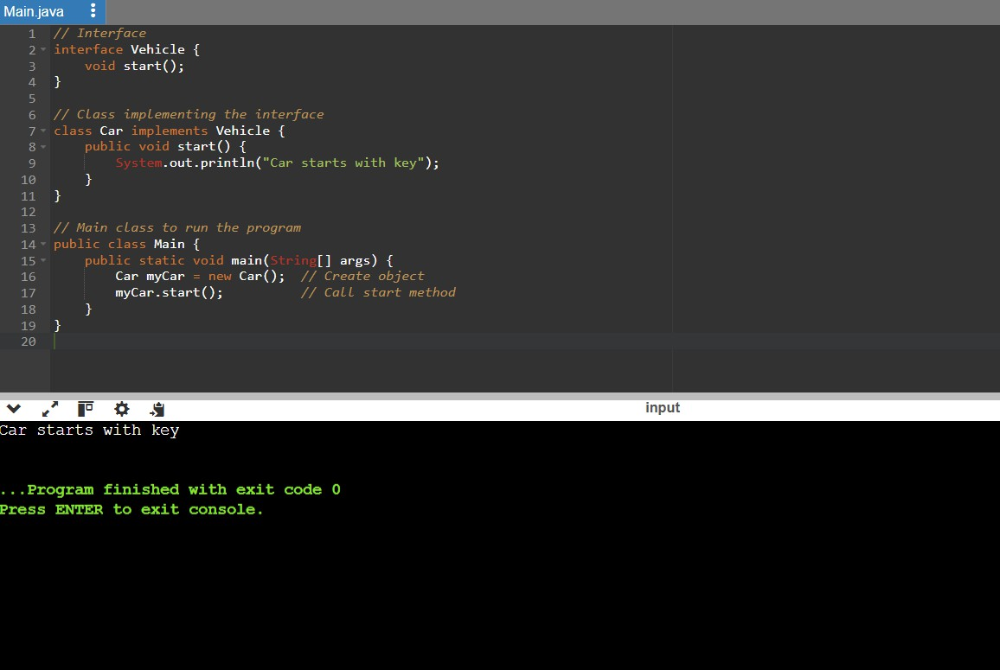 Main.java
1 // Interface
2 interface Vehicle {
3     void start();
4 }
5
6 // Class implementing the interface
7 class Car implements Vehicle {
8     public void start() {
9         System.out.println("Car starts with key");
10     }
11 }
12
13 // Main class to run the program
14 public class Main {
15     public static void main(String[] args) {
16         Car myCar = new Car();  // Create object
17         myCar.start();          // Call start method
18     }
19 }
20
input
Car starts with key
...Program finished with exit code 0
Press ENTER to exit console.